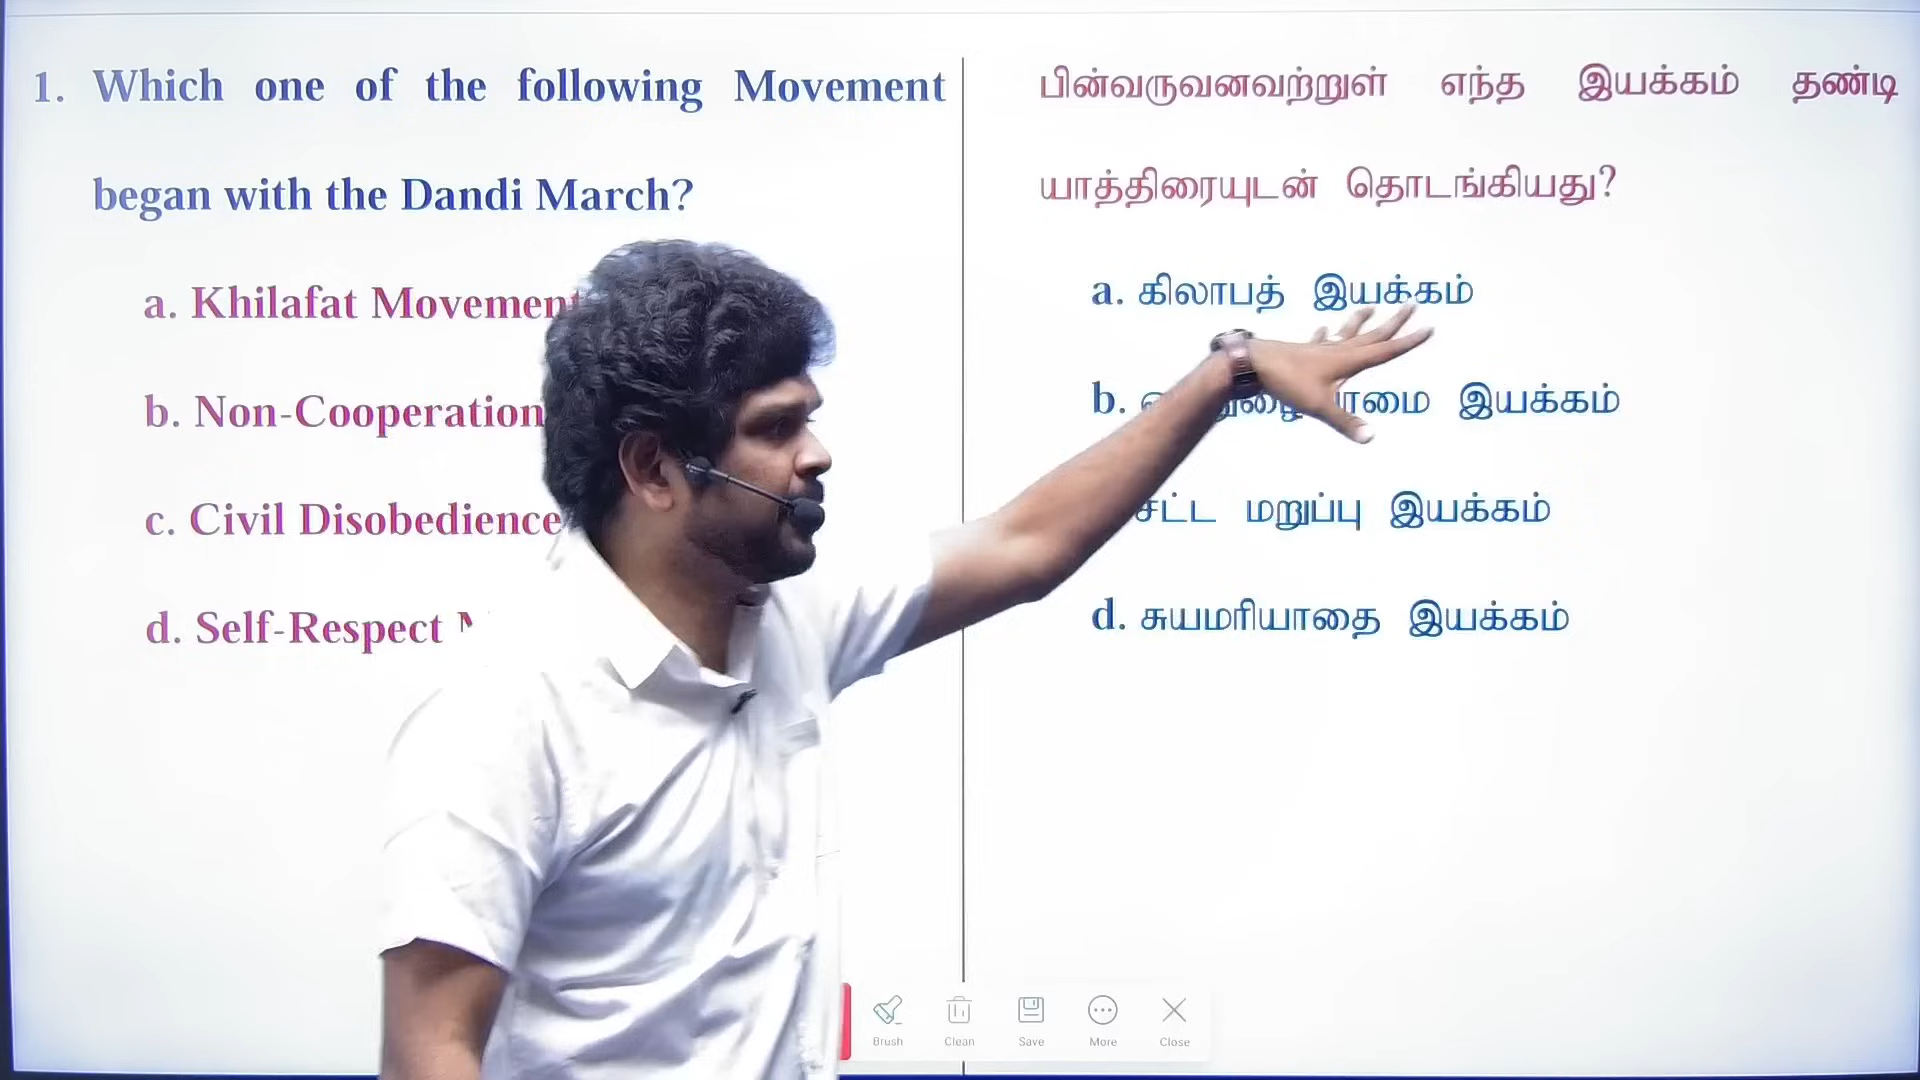 1. Which one of the following Movement
began with the Dandi March?
a. Khilafat Movement
b. Non-Cooperation
c. Civil Disobedience
d. Self-Respect
பின்வருவனவற்றுள் எந்த இயக்கம் தண்டி
யாத்திரையுடன் தொடங்கியது?
a. கிலாபத் இயக்கம்
b. இயக்கம்
சட்ட மறுப்பு இயக்கம்
d. சுயமரியாதை இயக்கம்
Brush Clean Save More Close